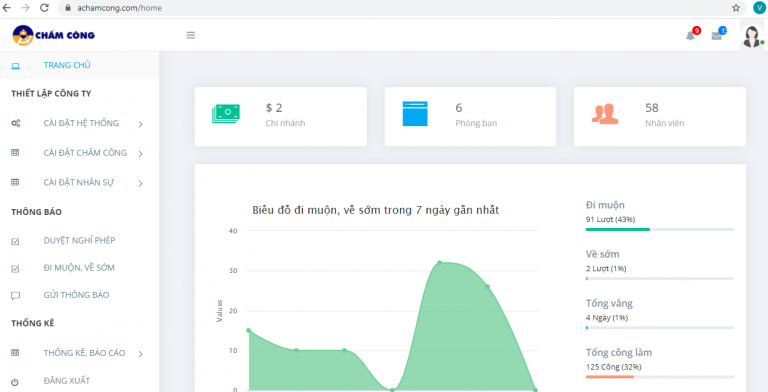 achamcong.com/home
V
CHẤM CÔNG
9
1
TRANG CHỦ
THIẾT LẬP CÔNG TY
CÀI ĐẶT HỆ THỐNG
CÀI ĐẶT CHẤM CÔNG
CÀI ĐẶT NHÂN SỰ
THÔNG BÁO
DUYỆT NGHỈ PHÉP
ĐI MUỘN, VỀ SỚM
GỬI THÔNG BÁO
THỐNG KÊ
THỐNG KÊ, BÁO CÁO
ĐĂNG XUẤT
$ 2
Chi nhánh
6
Phòng ban
58
Nhân viên
Biểu đồ đi muộn, về sớm trong 7 ngày gần nhất
40
30
20
10
0
Values
Đi muộn
91 Lượt (43%)
Về sớm
2 Lượt (1%)
Tổng vắng
4 Ngày (1%)
Tổng công làm
125 Công (32%)